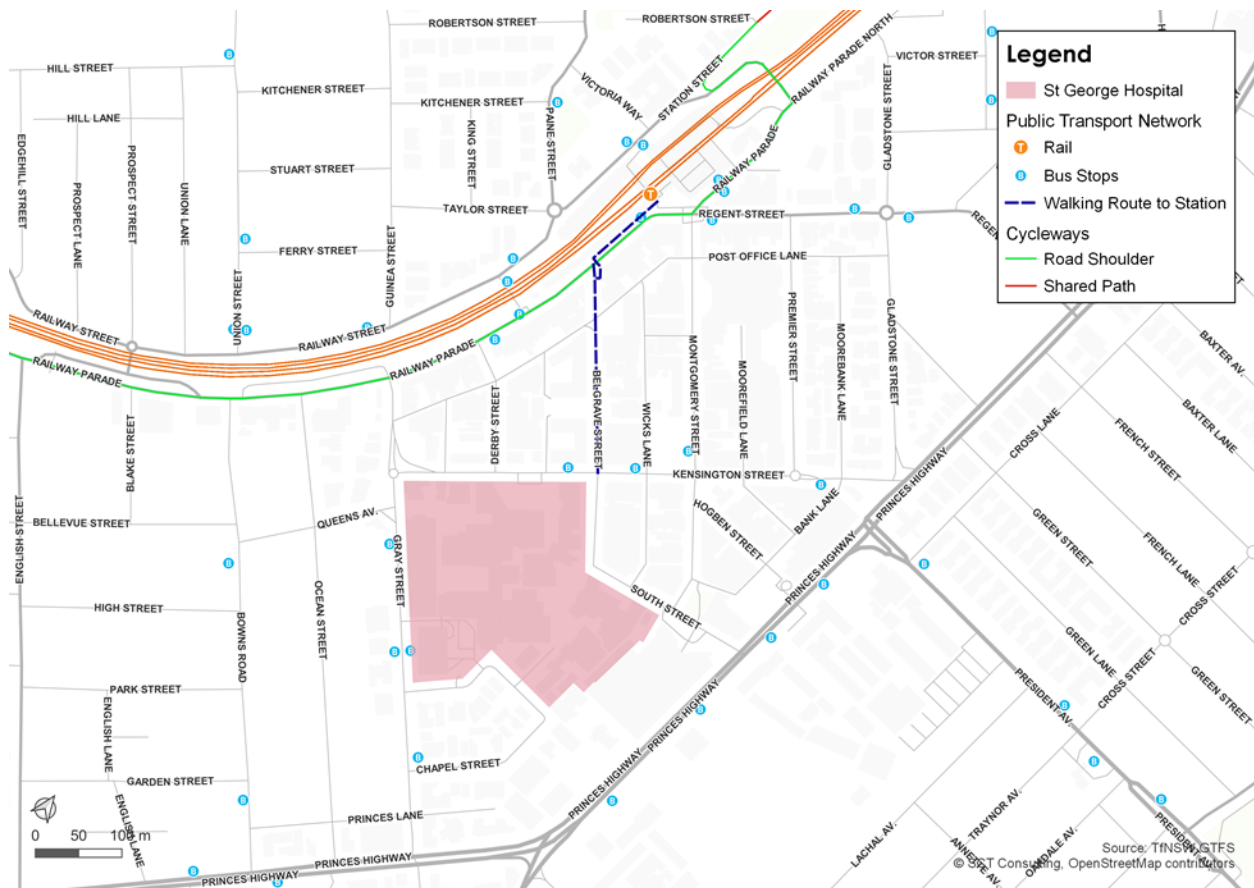 ROBERTSON STREET
ROBERTSON STREET
HILL STREET
KITCHENER STREET
KITCHENER STREET
VICTORIA WAY
STATION STREET
RAILWAY PARADE NORTH
VICTOR STREET
HILL LANE
EDGEHILL STREET
PROSPECT LANE
PROSPECT STREET
UNION LANE
STUART STREET
KING STREET
PAINE STREET
GLADSTONE STREET
RAILWAY PARADE
TAYLOR STREET
FERRY STREET
GUINEA STREET
UNION STREET
REGENT STREET
POST OFFICE LANE
RAILWAY STREET
RAILWAY STREET
RAILWAY PARADE
RAILWAY PARADE
BLAKE STREET
DERBY STREET
BELGRAVE STREET
WICKS LANE
MONTGOMERY STREET
MOOREFIELD LANE
PREMIER STREET
MOOREBANK LANE
GLADSTONE STREET
KENSINGTON STREET
HOGBEN STREET
BANK LANE
PRINCES HIGHWAY
PRINCES HIGHWAY
BAXTER AV.
BAXTER LANE
CROSS LANE
FRENCH STREET
GREEN STREET
FRENCH LANE
CROSS STREET
GREEN LANE
CROSS STREET
GREEN STREET
PRESIDENT AV.
BELLEVUE STREET
ENGLISH STREET
QUEENS AV.
GRAY STREET
OCEAN STREET
HIGH STREET
BOWNS ROAD
SOUTH STREET
PARK STREET
ENGLISH LANE
PRINCES HIGHWAY
CHAPEL STREET
GARDEN STREET
ENGLISH LANE
PRINCES LANE
PRINCES HIGHWAY
PRINCES HIGHWAY
PRINCES HIGHWAY
LACHAL AV.
TRAYNOR AV.
OAKDALE AV.
Legend
St George Hospital
Public Transport Network
T Rail
B Bus Stops
Walking Route to Station
Cycleways
Road Shoulder
Shared Path
0 50 100 m
Source: TfNSW GTFS
© SCT Consulting, OpenStreetMap contributors